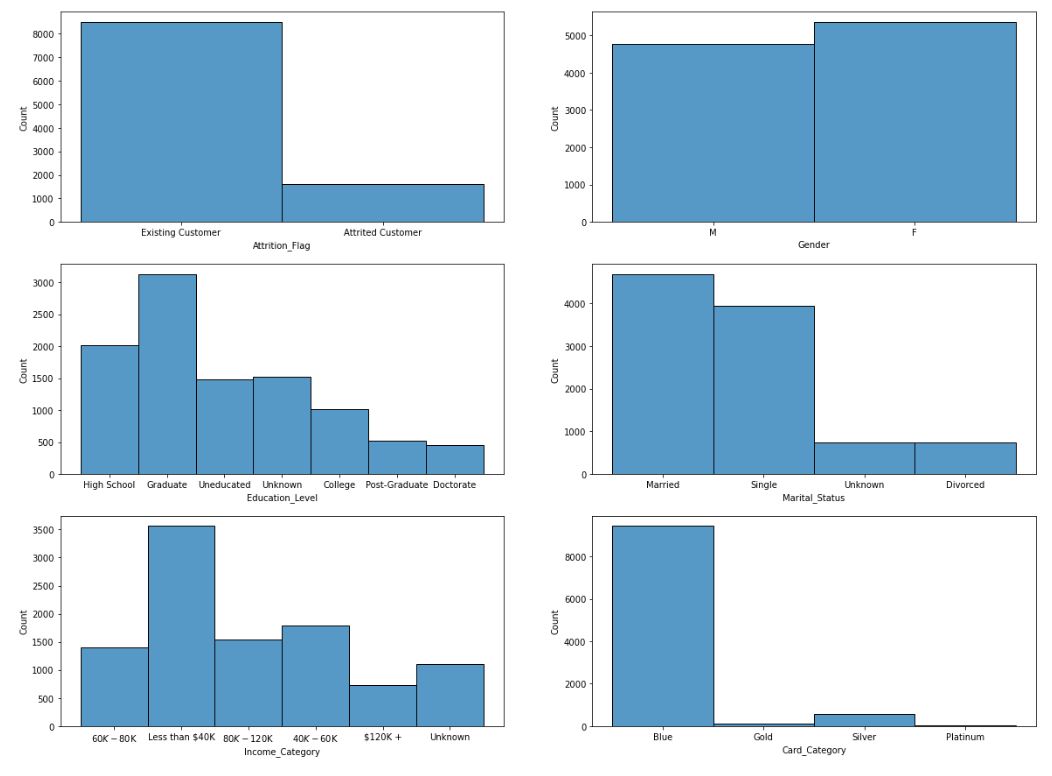 8000
7000
6000
5000
4000
3000
2000
1000
0
Count
Existing Customer Attrited Customer
Attrition_Flag
5000
4000
3000
2000
1000
0
Count
M F
Gender
3000
2500
2000
1500
1000
500
0
Count
High School Graduate Uneducated Unknown College Post-Graduate Doctorate
Education_Level
4000
3000
2000
1000
0
Count
Married Single Unknown Divorced
Marital_Status
3500
3000
2500
2000
1500
1000
500
0
Count
60K − 80K Less than $40K 80K − 120K 40K − 60K $120K + Unknown
Income_Category
8000
6000
4000
2000
0
Count
Blue Gold Silver Platinum
Card_Category